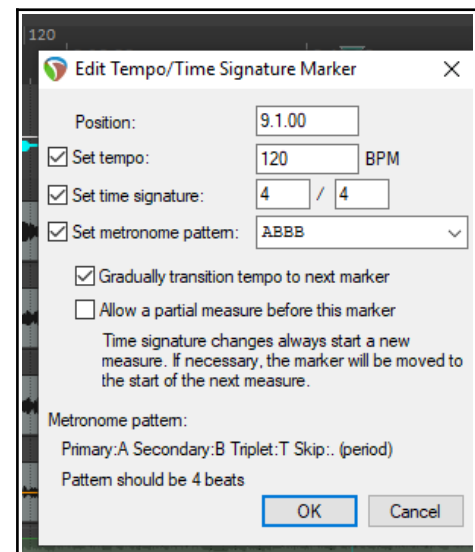 120
Edit Tempo/Time Signature Marker
Position: 9.1.00
Set tempo: 120 BPM
Set time signature: 4 / 4
Set metronome pattern: ABBB
Gradually transition tempo to next marker
Allow a partial measure before this marker
Time signature changes always start a new
measure. If necessary, the marker will be moved to
the start of the next measure.
Metronome pattern:
Primary:A Secondary:B Triplet:T Skip:. (period)
Pattern should be 4 beats
OK Cancel